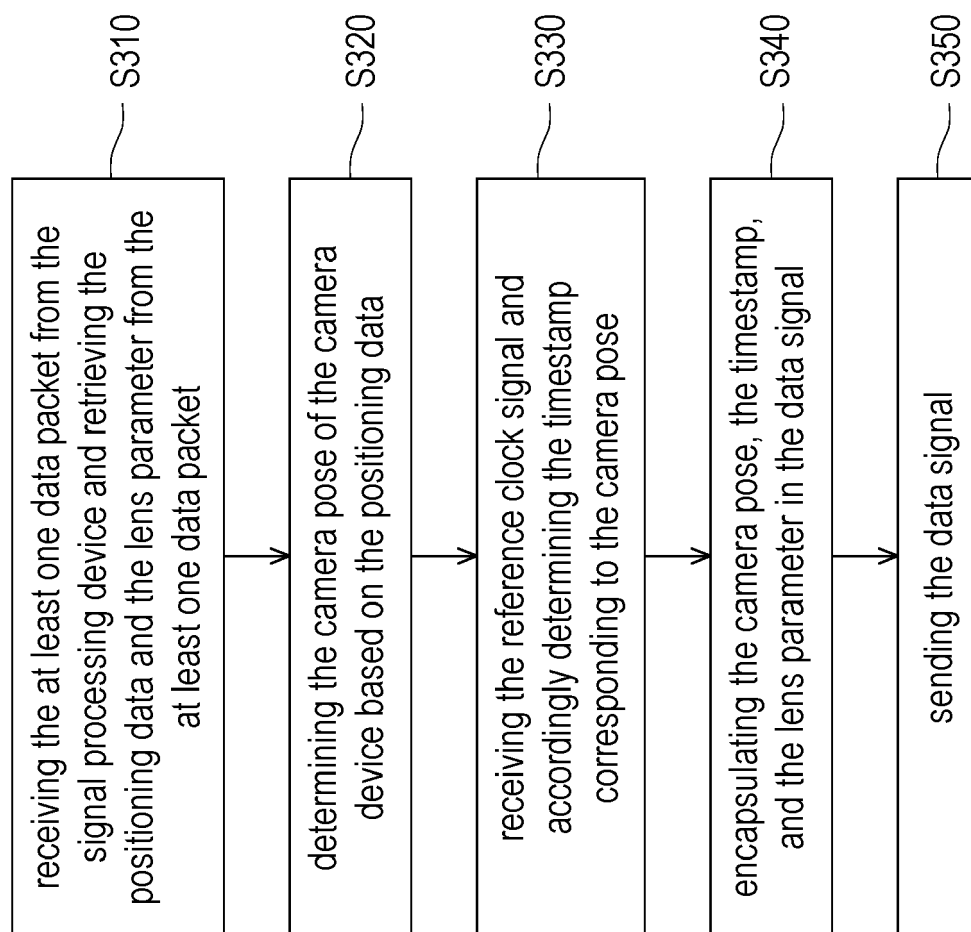 receiving the at least one data packet from the
signal processing device and retrieving the
positioning data and the lens parameter from the
at least one data packet
S310
determining the camera pose of the camera
device based on the positioning data
S320
receiving the reference clock signal and
accordingly determining the timestamp
corresponding to the camera pose
S330
encapsulating the camera pose, the timestamp,
and the lens parameter in the data signal
S340
sending the data signal
S350